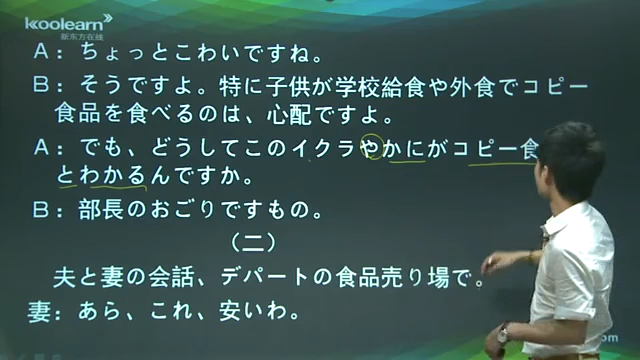 koolearn
新东方在线
A：ちょっとこわいですね。
B：そうですよ。特に子供が学校給食や外食でコピー
食品を食べるのは、心配ですよ。
A：でも、どうしてこのイクラやかにがコピー食
とわかるんですか。
B：部長のおごりですもの。
（二）
夫と妻の会話、デパートの食品売り場で。
妻：あら、これ、安いわ。
om